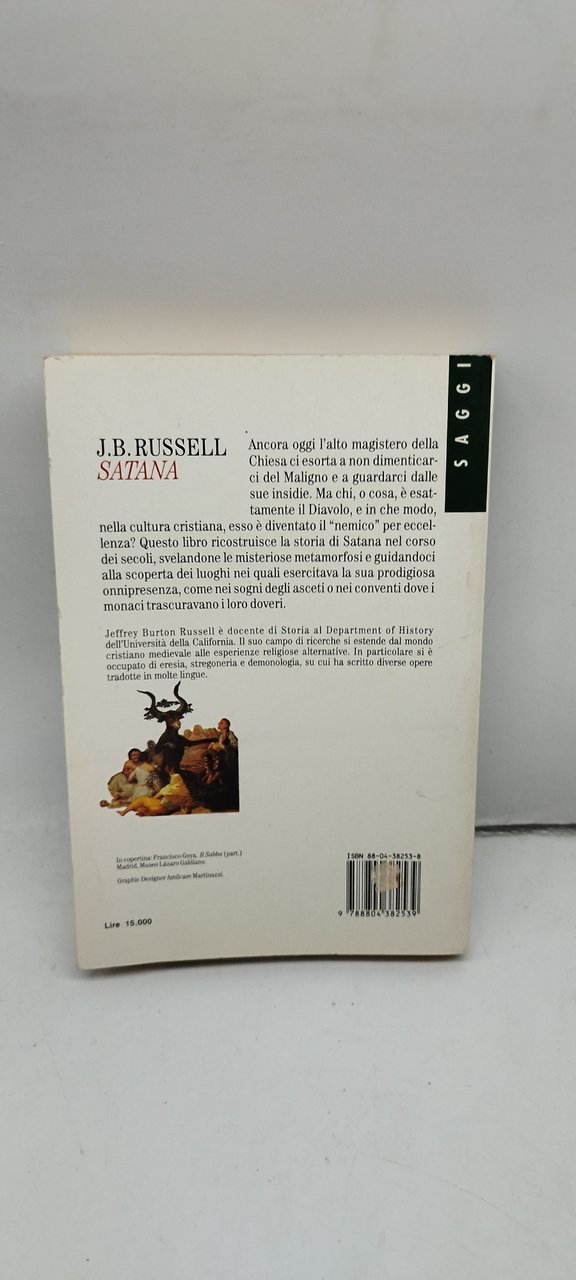 SAGGI
J.B. RUSSELL
SATANA
Ancora oggi l'alto magistero della
Chiesa ci esorta a non dimenticar-
ci del Maligno e a guardarci dalle
sue insidie. Ma chi, o cosa, è esat-
tamente il Diavolo, e in che modo,
nella cultura cristiana, esso è diventato il "nemico" per eccel-
lenza? Questo libro ricostruisce la storia di Satana nel corso
dei secoli, svelandone le misteriose metamorfosi e guidandoci
alla scoperta dei luoghi nei quali esercitava la sua prodigiosa
onnipresenza, come nei sogni degli asceti o nei conventi dove i
monaci trascuravano i loro doveri.
Jeffrey Burton Russell è docente di Storia al Department of History
dell'Università della California. Il suo campo di ricerche si estende dal mondo
cristiano medievale alle esperienze religiose alternative. In particolare si è
occupato di eresia, stregoneria e demonologia, su cui ha scritto diverse opere
tradotte in molte lingue.
In copertina: Francisco Goya, Il Sabba (part.)
Madrid, Museo Lázaro Galdiano.
Graphic Designer Amilcare Martinazzi.
Lire 15.000
ISBN 88-04-38253-8
9 788804 382539